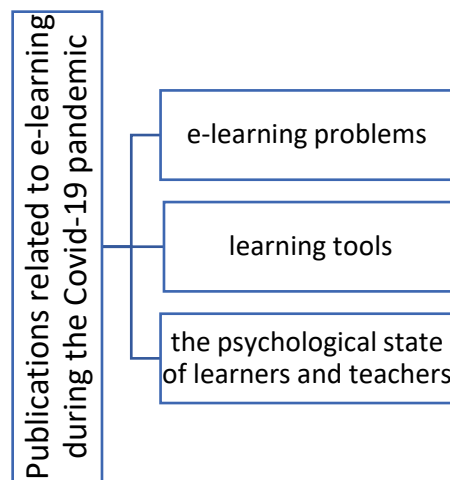 Publications related to e-learning
during the Covid-19 pandemic
e-learning problems
learning tools
the psychological state
of learners and teachers